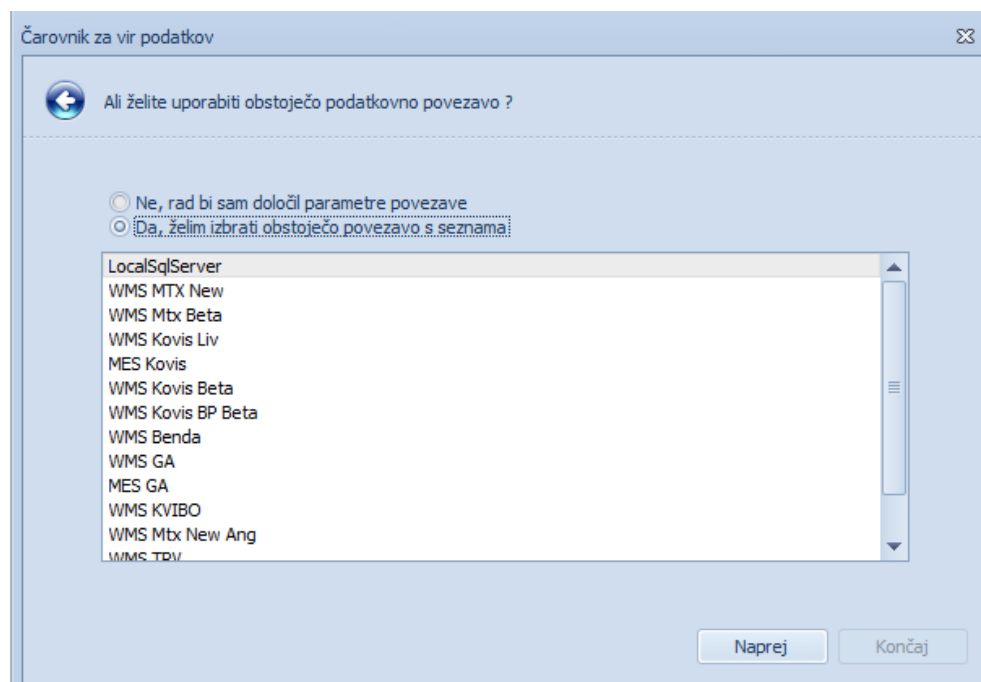 Čarovnik za vir podatkov
Ali želite uporabiti obstoječo podatkovno povezavo ?
Ne, rad bi sam določil parametre povezave
Da, želim izbrati obstoječo povezavo s seznama
LocalSqlServer
WMS MTX New
WMS Mtx Beta
WMS Kovis Liv
MES Kovis
WMS Kovis Beta
WMS Kovis BP Beta
WMS Benda
WMS GA
MES GA
WMS KVIBO
WMS Mtx New Ang
WMS TRV
Naprej Končaj